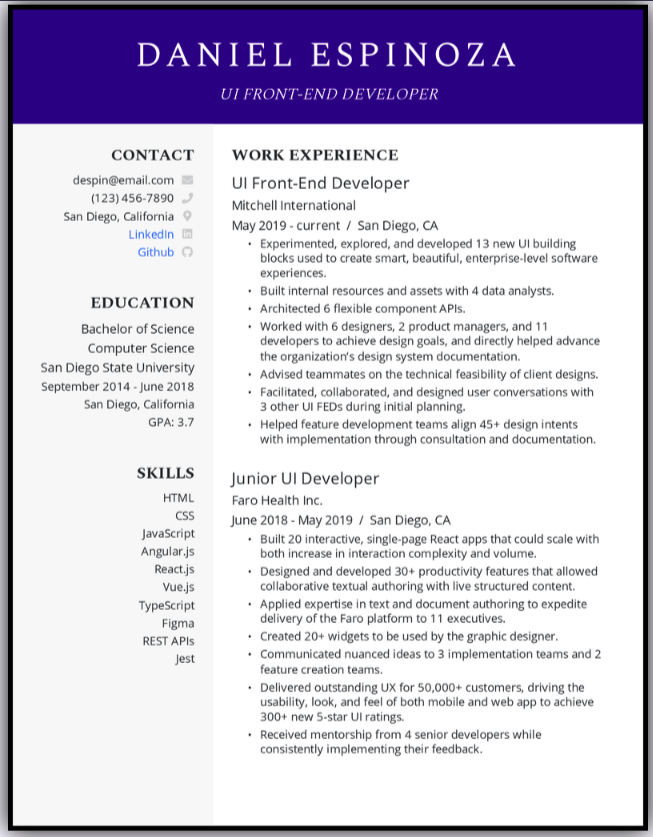 DANIEL ESPINOZA
UI FRONT-END DEVELOPER
CONTACT
despin@email.com
(123) 456-7890
San Diego, California
LinkedIn
Github
EDUCATION
Bachelor of Science
Computer Science
San Diego State University
September 2014 - June 2018
San Diego, California
GPA: 3.7
SKILLS
HTML
CSS
JavaScript
Angular.js
React.js
Vue.js
TypeScript
Figma
REST APIs
Jest
WORK EXPERIENCE
UI Front-End Developer
Mitchell International
May 2019 - current / San Diego, CA
• Experimented, explored, and developed 13 new UI building
blocks used to create smart, beautiful, enterprise-level software
experiences.
• Built internal resources and assets with 4 data analysts.
• Architected 6 flexible component APIs.
• Worked with 6 designers, 2 product managers, and 11
developers to achieve design goals, and directly helped advance
the organization's design system documentation.
• Advised teammates on the technical feasibility of client designs.
• Facilitated, collaborated, and designed user conversations with
3 other UI FEDs during initial planning.
• Helped feature development teams align 45+ design intents
with implementation through consultation and documentation.
Junior UI Developer
Faro Health Inc.
June 2018 - May 2019 / San Diego, CA
• Built 20 interactive, single-page React apps that could scale with
both increase in interaction complexity and volume.
• Designed and developed 30+ productivity features that allowed
collaborative textual authoring with live structured content.
• Applied expertise in text and document authoring to expedite
delivery of the Faro platform to 11 executives.
• Created 20+ widgets to be used by the graphic designer.
• Communicated nuanced ideas to 3 implementation teams and 2
feature creation teams.
• Delivered outstanding UX for 50,000+ customers, driving the
usability, look, and feel of both mobile and web app to achieve
300+ new 5-star UI ratings.
• Received mentorship from 4 senior developers while
consistently implementing their feedback.